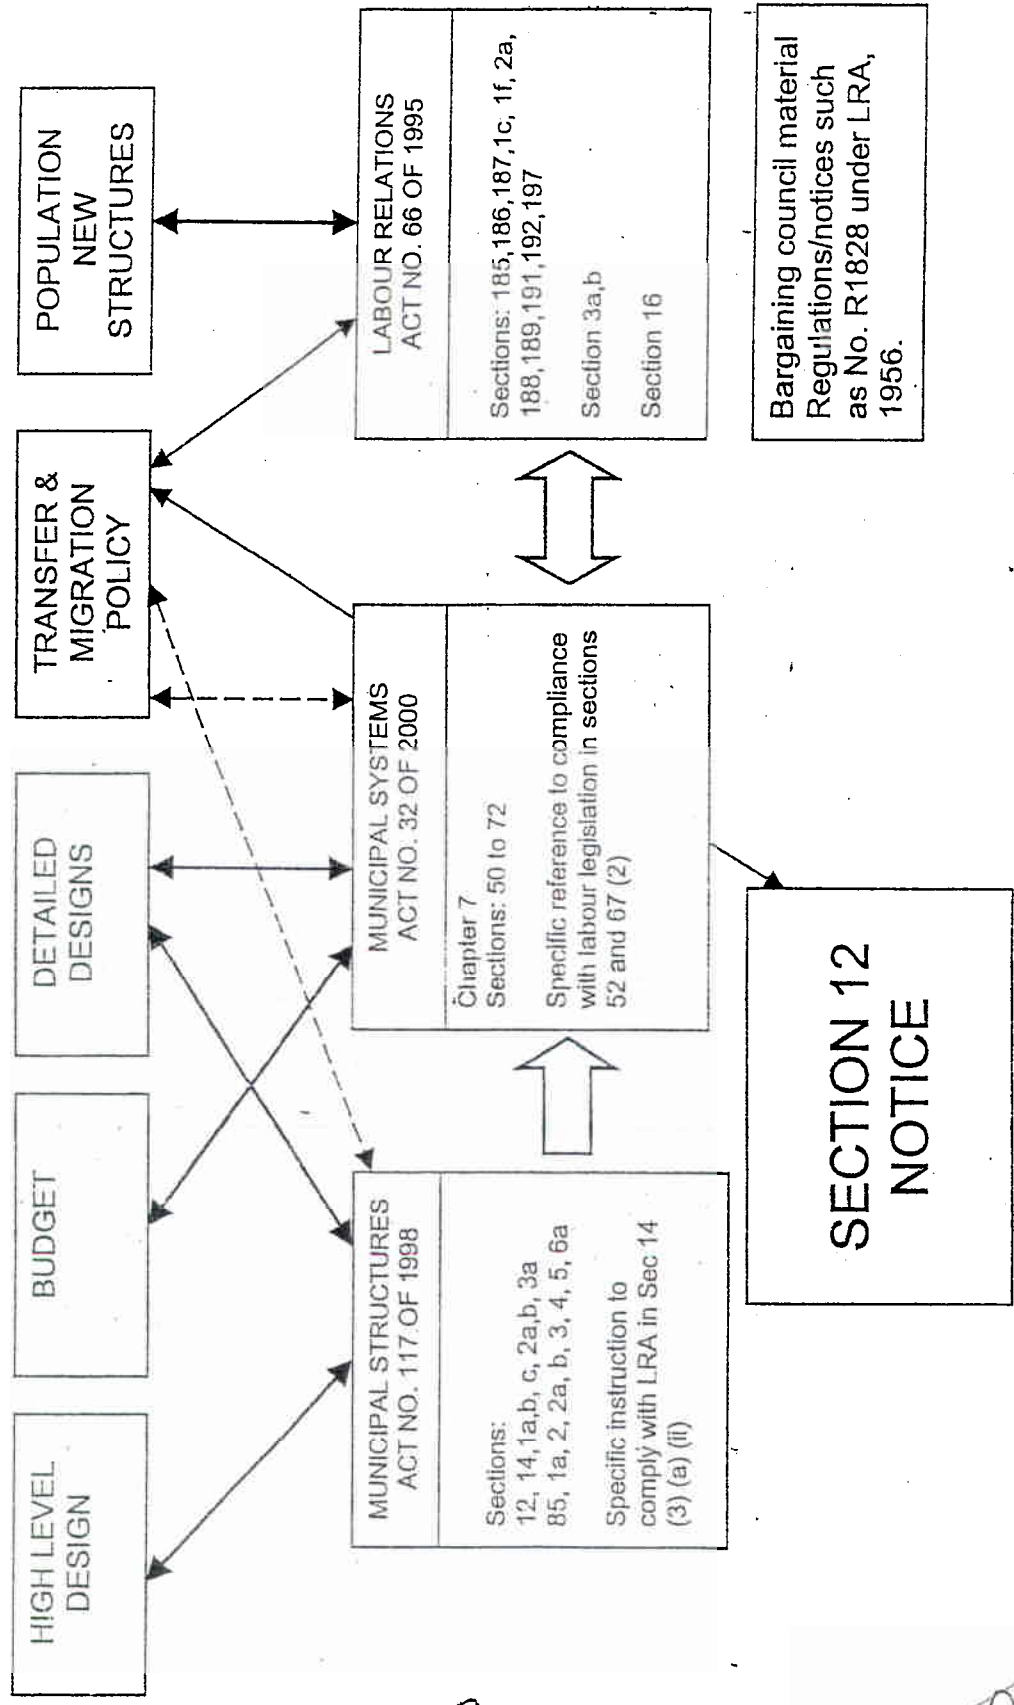 HIGH LEVEL
DESIGN
BUDGET
DETAILED
DESIGNS
TRANSFER &
MIGRATION
POLICY
POPULATION
NEW
STRUCTURES
MUNICIPAL STRUCTURES
ACT NO. 117 OF 1998
Sections:
12, 14,1a,b, c, 2a,b, 3a
85, 1a, 2, 2a, b, 3, 4, 5, 6a
Specific instruction to
comply with LRA in Sec 14
(3) (a) (ii)
MUNICIPAL SYSTEMS
ACT NO. 32 OF 2000
Chapter 7
Sections: 50 to 72
Specific reference to compliance
with labour legislation in sections
52 and 67 (2)
LABOUR RELATIONS
ACT NO. 66 OF 1995
Sections: 185,186,187,1c, 1f, 2a,
188,189,191,192,197
Section 3a,b
Section 16
SECTION 12
NOTICE
Bargaining council material
Regulations/notices such
as No. R1828 under LRA,
1956.